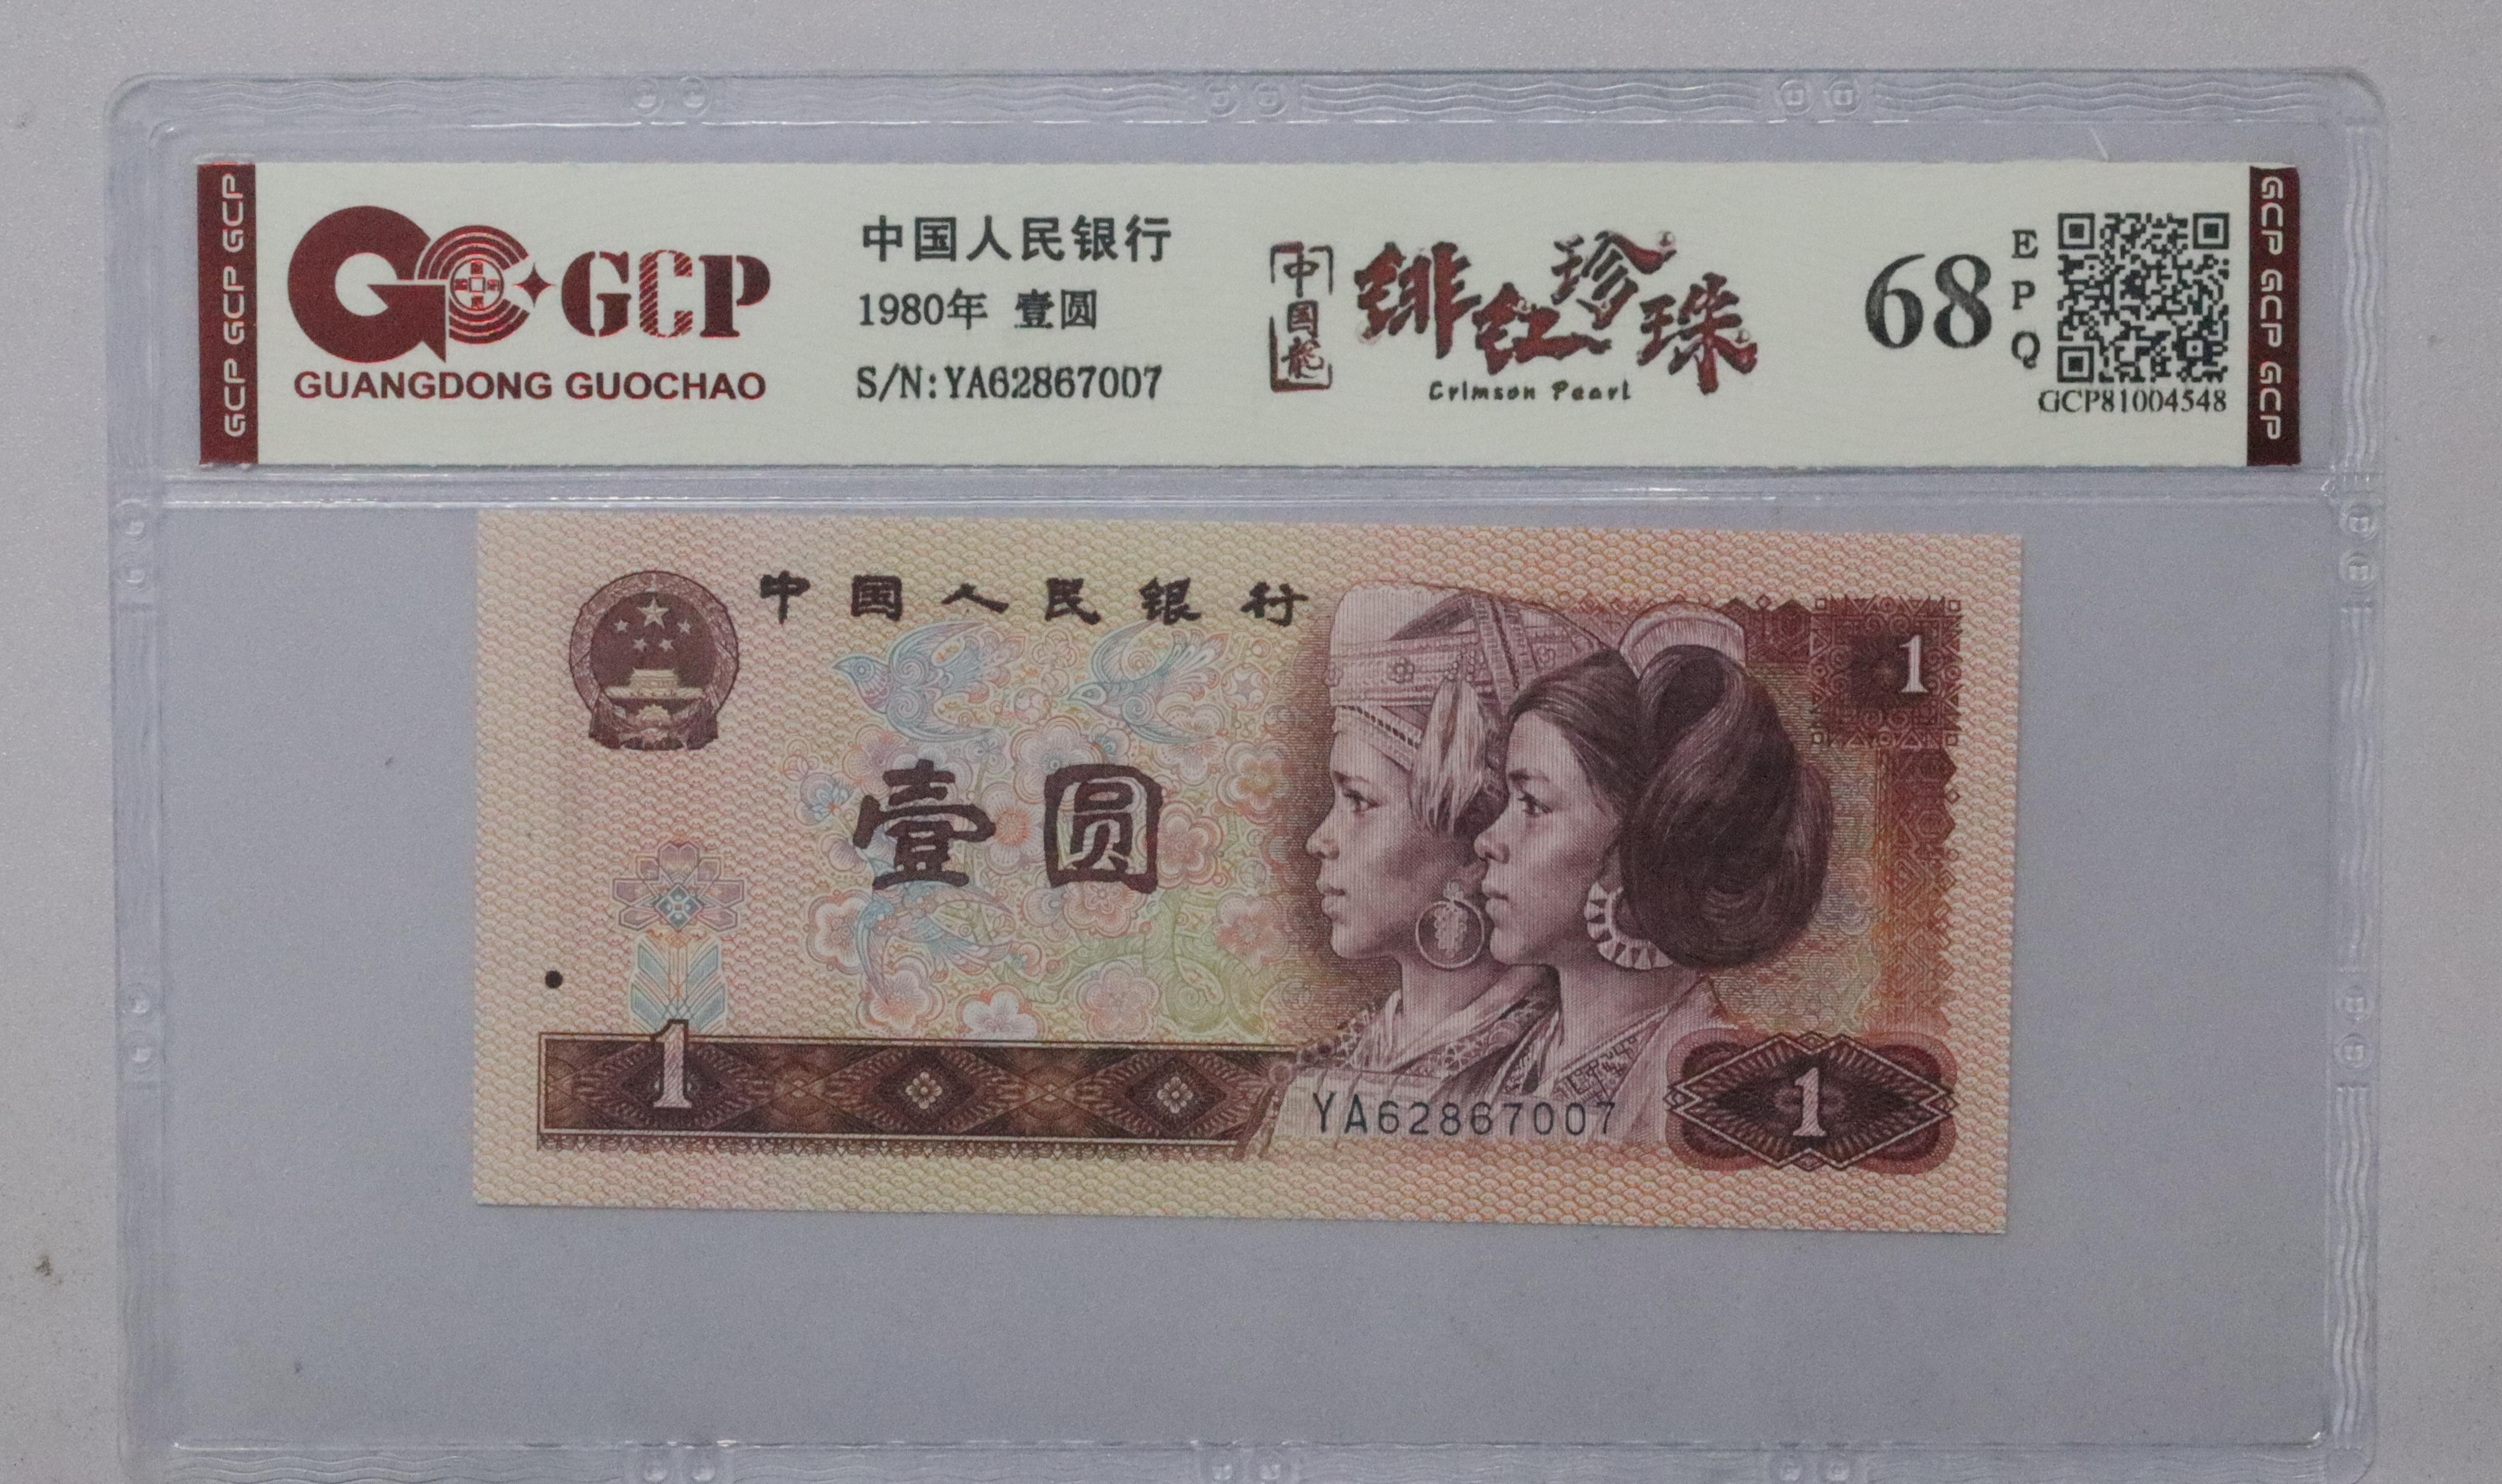 GCP GCP GCP
GCP
GUANGDONG GUOCHAO
中国人民银行
1980年 壹圆
S/N:YA62867007
中国龙
绯红珍珠
Crimson Pearl
68
EPQ
GCP81004548
GCP GCP GCP
中国人民银行
1
壹圆
1
YA62867007
1